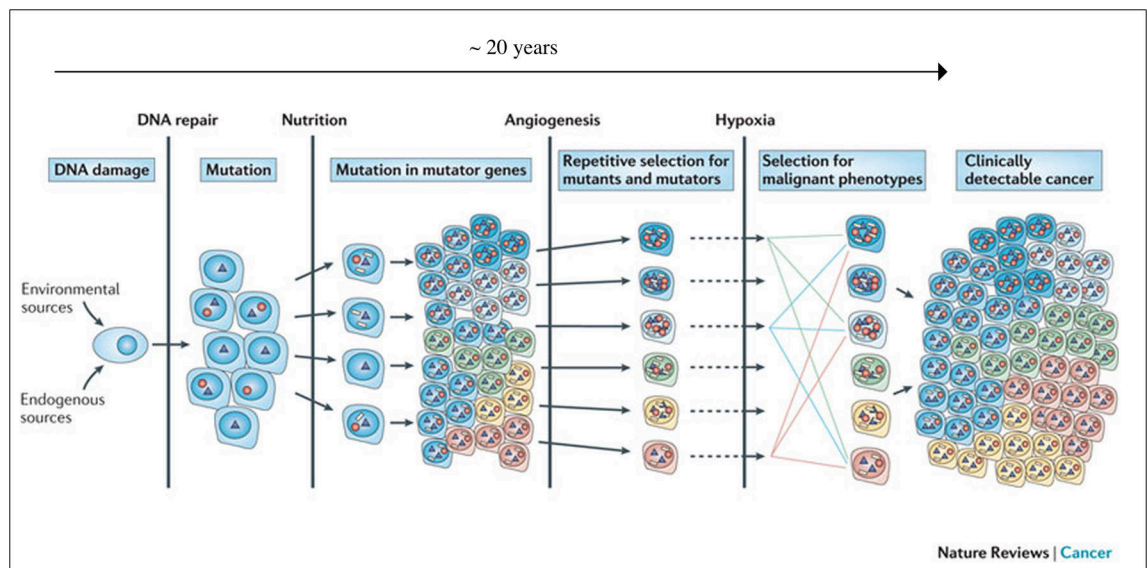 ~ 20 years
DNA repair
Nutrition
Angiogenesis
Hypoxia
DNA damage
Mutation
Mutation in mutator genes
Repetitive selection for
mutants and mutators
Selection for
malignant phenotypes
Clinically
detectable cancer
Environmental
sources
Endogenous
sources
Nature Reviews | Cancer